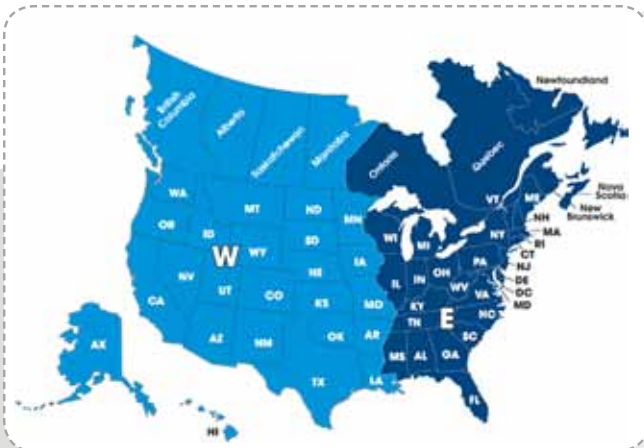 Newfoundland
British
Columbia
Alberta
Saskatchewan
Manitoba
Ontario
Quebec
Nova
Scotia
New
Brunswick
WA
MT
ND
MN
VT
ME
NH
OR
ID
WI
MI
NY
MA
RI
CT
W
WY
SD
IA
PA
NJ
NV
NE
IL
IN
OH
DE
DC
UT
CO
WV
VA
MD
CA
KS
MO
KY
E
NC
TN
AX
AZ
NM
OK
AR
SC
MS
AL
GA
TX
LA
FL
HI